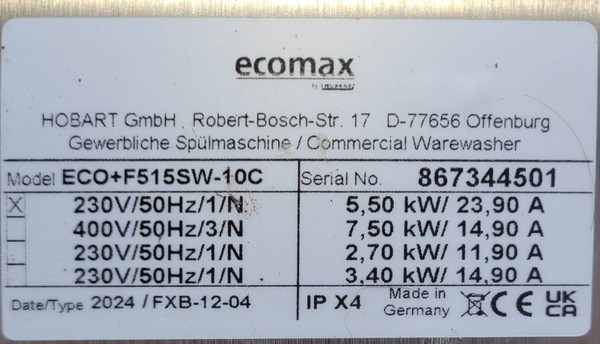 ecomax
by HOBART
HOBART GmbH , Robert-Bosch-Str. 17 D-77656 Offenburg
Gewerbliche Spülmaschine / Commercial Warewasher
Model ECO+F515SW-10C Serial No. 867344501
X 230V/50Hz/1/N 5,50 kW/ 23,90 A
400V/50Hz/3/N 7,50 kW/ 14,90 A
230V/50Hz/1/N 2,70 kW/ 11,90 A
230V/50Hz/1/N 3,40 kW/ 14,90 A
Date/Type 2024 / FXB-12-04 IP X4 Made in Germany CE UKCA